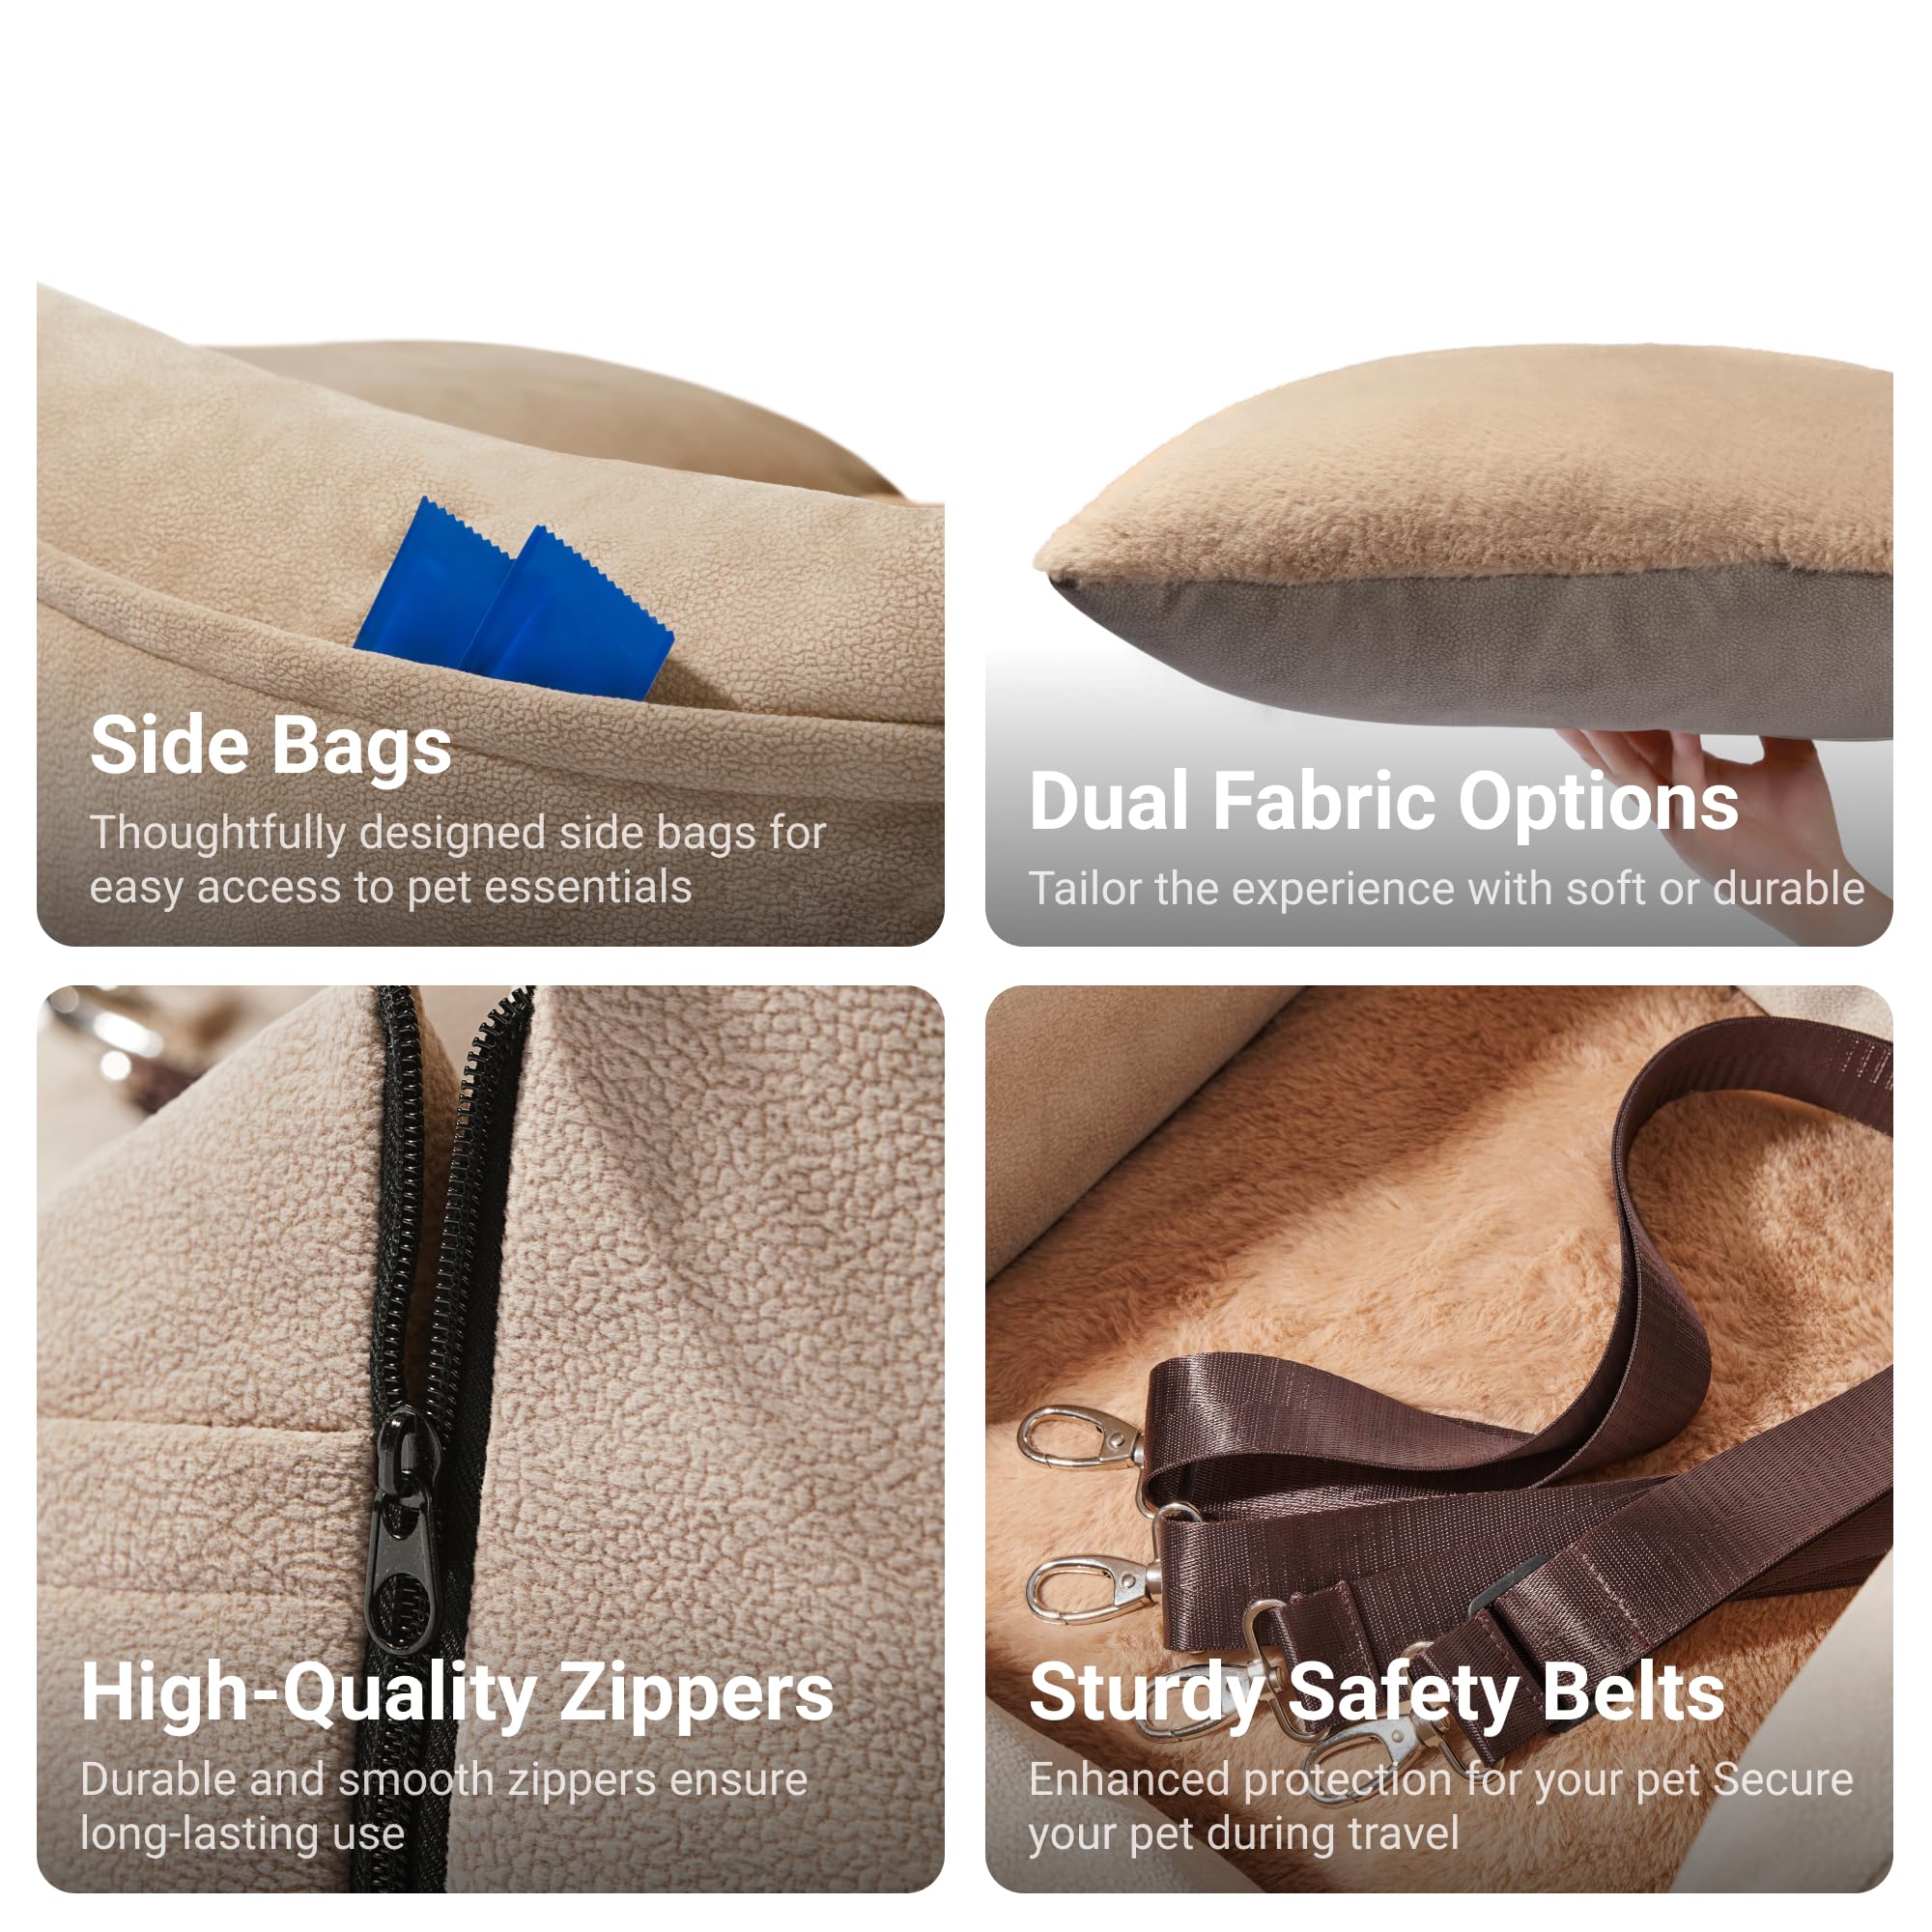 Side Bags
Thoughtfully designed side bags for
easy access to pet essentials
Dual Fabric Options
Tailor the experience with soft or durable
High-Quality Zippers
Durable and smooth zippers ensure
long-lasting use
Sturdy Safety Belts
Enhanced protection for your pet Secure
your pet during travel